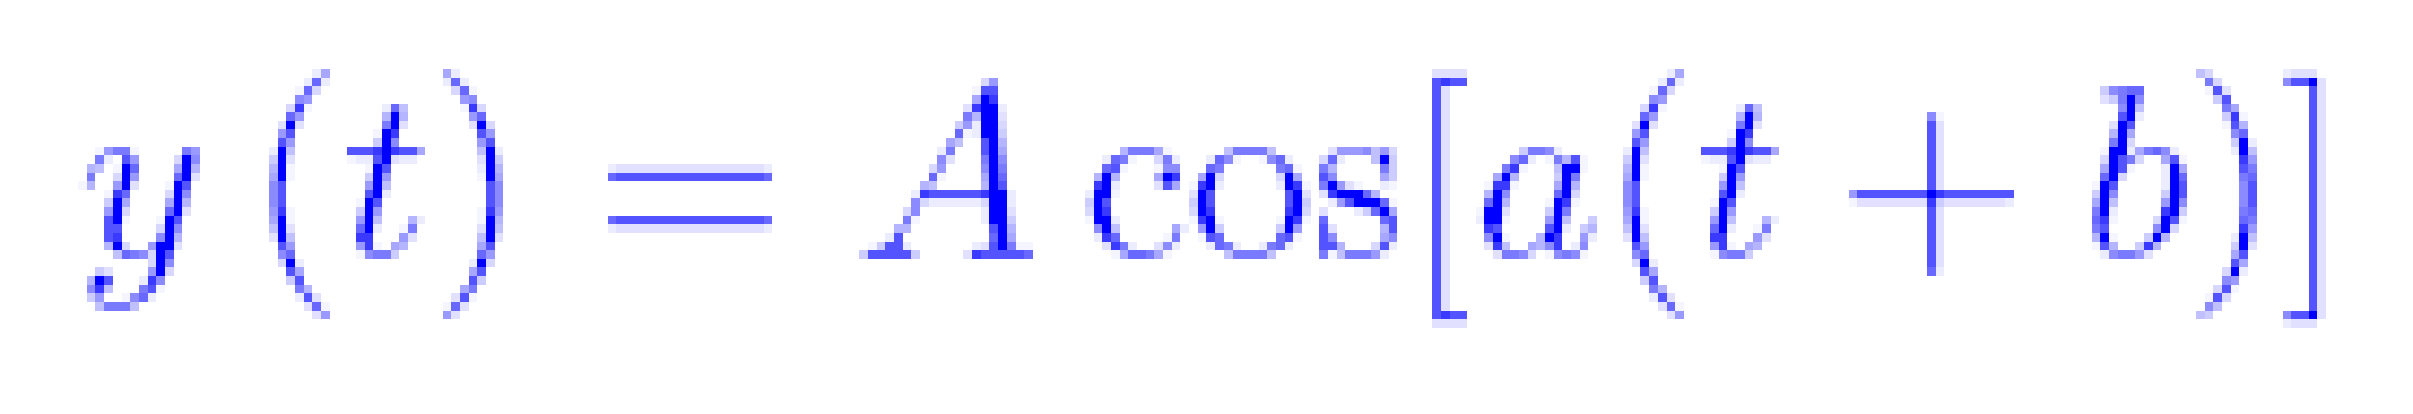 y(t) = A cos[a(t + b)]